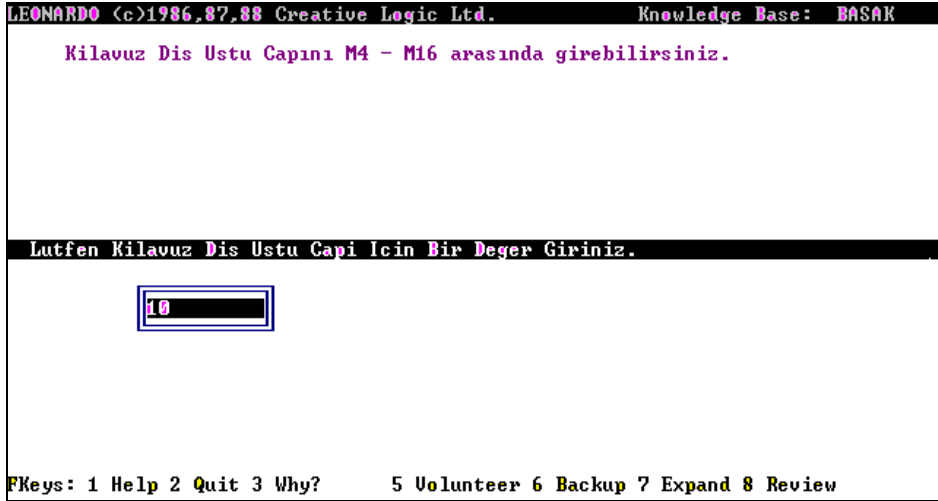 LEONARDO (c)1986,87,88 Creative Logic Ltd. Knowledge Base: BASAK
Kilavuz Dis Ustu Capını M4 - M16 arasında girebilirsiniz.
Lutfen Kilavuz Dis Ustu Capi Icin Bir Deger Giriniz.
10
FKeys: 1 Help 2 Quit 3 Why? 5 Volunteer 6 Backup 7 Expand 8 Review